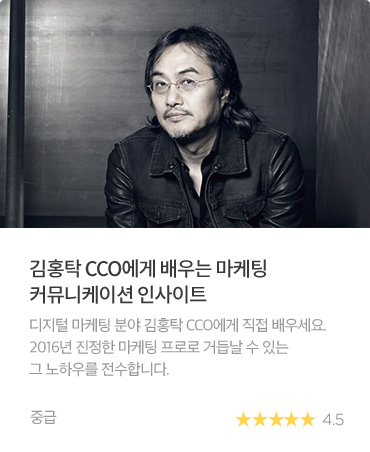 김홍탁 CCO에게 배우는 마케팅
커뮤니케이션 인사이트
디지털 마케팅 분야 김홍탁 CCO에게 직접 배우세요.
2016년 진정한 마케팅 프로로 거듭날 수 있는
그 노하우를 전수합니다.
중급 ★★★★★ 4.5